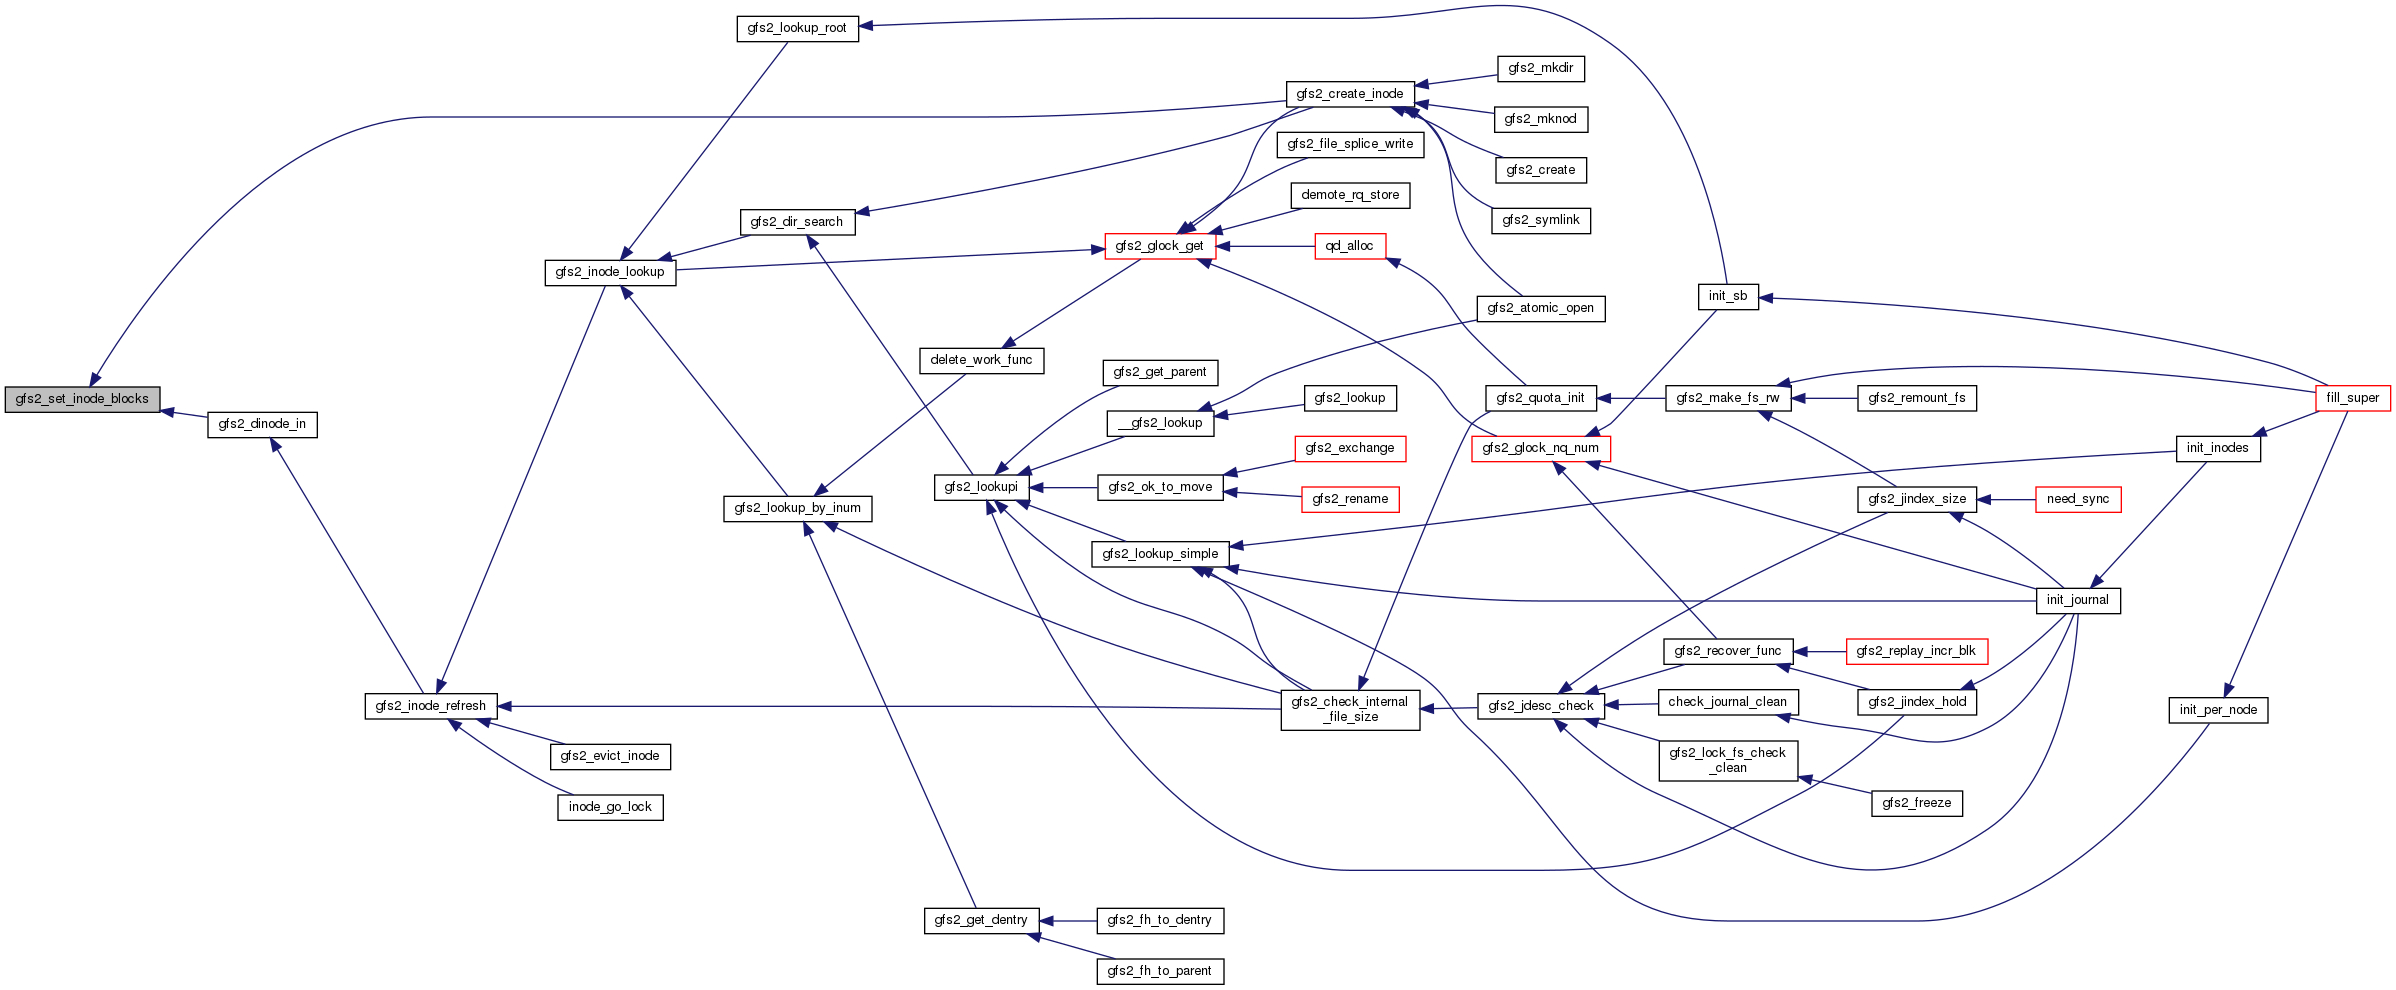 gfs2_lookup_root
gfs2_mkdir
gfs2_create_inode
gfs2_mknod
gfs2_file_splice_write
gfs2_create
demote_rq_store
gfs2_dir_search
gfs2_symlink
gfs2_glock_get
qd_alloc
gfs2_inode_lookup
init_sb
gfs2_atomic_open
delete_work_func
gfs2_get_parent
gfs2_set_inode_blocks
gfs2_lookup
gfs2_quota_init
gfs2_make_fs_rw
gfs2_remount_fs
fill_super
gfs2_dinode_in
__gfs2_lookup
gfs2_exchange
gfs2_glock_nq_num
init_inodes
gfs2_lookupi
gfs2_ok_to_move
gfs2_rename
gfs2_jindex_size
need_sync
gfs2_lookup_by_inum
gfs2_lookup_simple
init_journal
gfs2_recover_func
gfs2_replay_incr_blk
gfs2_inode_refresh
gfs2_check_internal
_file_size
gfs2_jdesc_check
check_journal_clean
gfs2_jindex_hold
init_per_node
gfs2_evict_inode
gfs2_lock_fs_check
_clean
inode_go_lock
gfs2_freeze
gfs2_get_dentry
gfs2_fh_to_dentry
gfs2_fh_to_parent